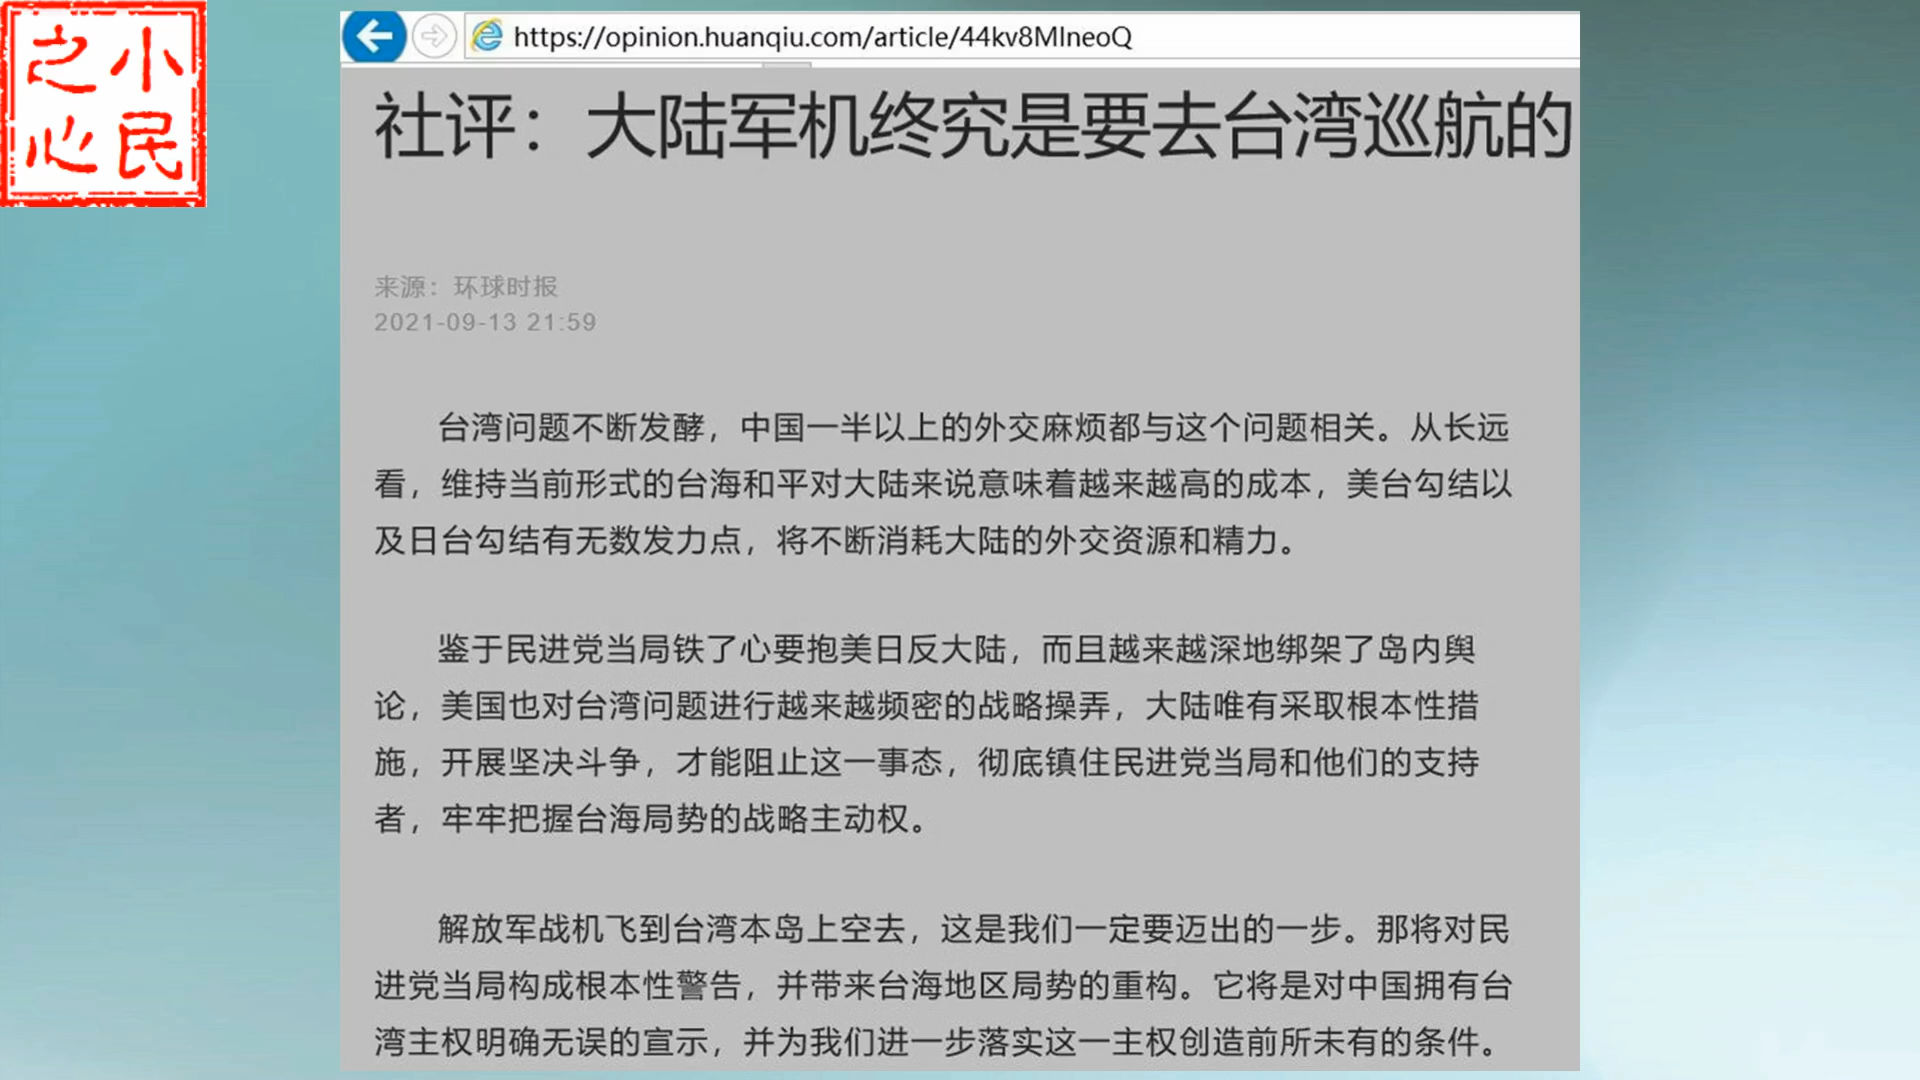 小民
之心
https://opinion.huanqiu.com/article/44kv8MIneoQ
社评：大陆军机终究是要去台湾巡航的
来源：环球时报
2021-09-13 21:59
台湾问题不断发酵，中国一半以上的外交麻烦都与这个问题相关。从长远
看，维持当前形式的台海和平对大陆来说意味着越来越高的成本，美台勾结以
及日台勾结有无数发力点，将不断消耗大陆的外交资源和精力。
鉴于民进党当局铁了心要抱美日反大陆，而且越来越深地绑架了岛内舆
论，美国也对台湾问题进行越来越频密的战略操弄，大陆唯有采取根本性措
施，开展坚决斗争，才能阻止这一事态，彻底镇住民进党当局和他们的支持
者，牢牢把握台海局势的战略主动权。
解放军战机飞到台湾本岛上空去，这是我们一定要迈出的一步。那将对民
进党当局构成根本性警告，并带来台海地区局势的重构。它将是对中国拥有台
湾主权明确无误的宣示，并为我们进一步落实这一主权创造前所未有的条件。